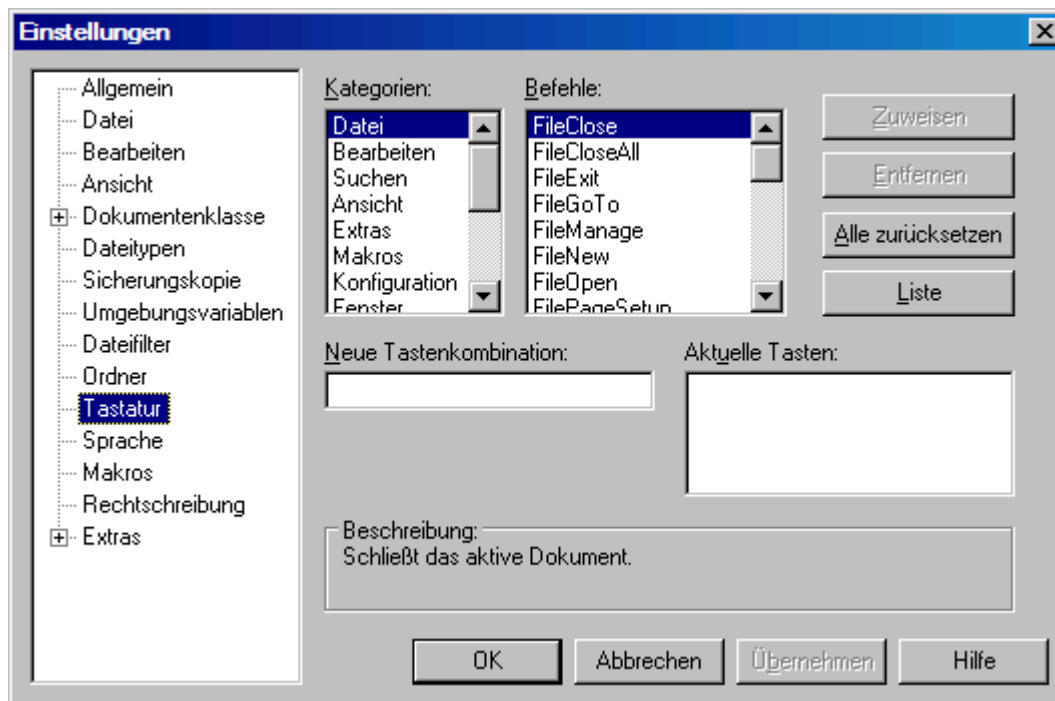 Einstellungen
Allgemein
Datei
Bearbeiten
Ansicht
Dokumentenklasse
Dateitypen
Sicherungskopie
Umgebungsvariablen
Dateifilter
Ordner
Tastatur
Sprache
Makros
Rechtschreibung
Extras
Kategorien:
Datei
Bearbeiten
Suchen
Ansicht
Extras
Makros
Konfiguration
Fenster
Befehle:
FileClose
FileCloseAll
FileExit
FileGoTo
FileManage
FileNew
FileOpen
FilePageSetup
Zuweisen
Entfernen
Alle zurücksetzen
Liste
Neue Tastenkombination:
Aktuelle Tasten:
Beschreibung:
Schließt das aktive Dokument.
OK
Abbrechen
Übernehmen
Hilfe